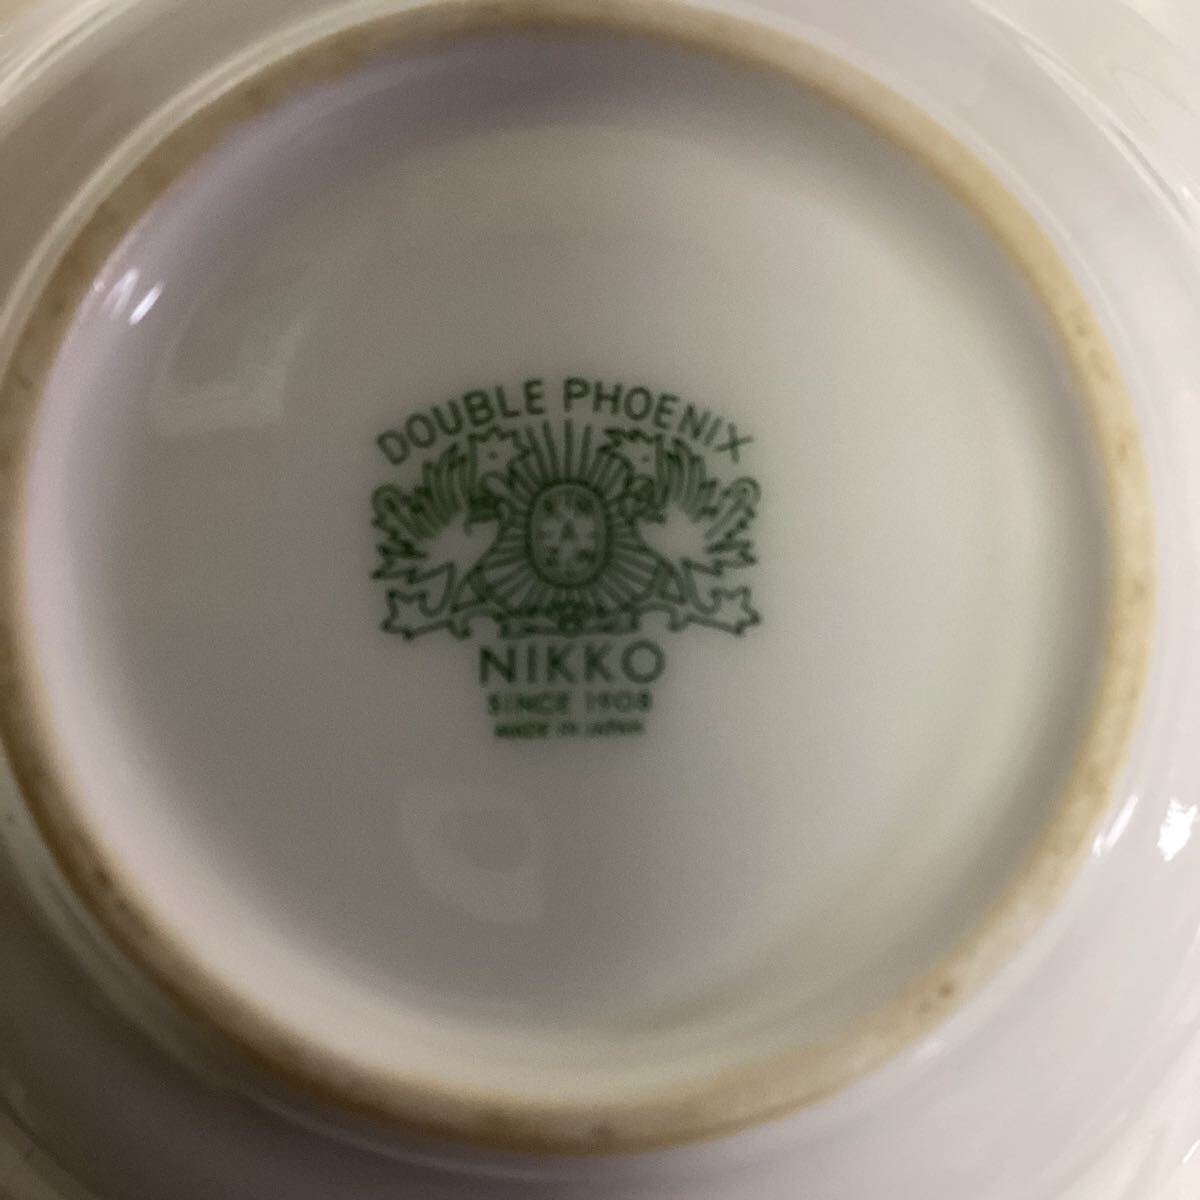 DOUBLE PHOENIX
NIKKO
SINCE 1908
MADE IN JAPAN